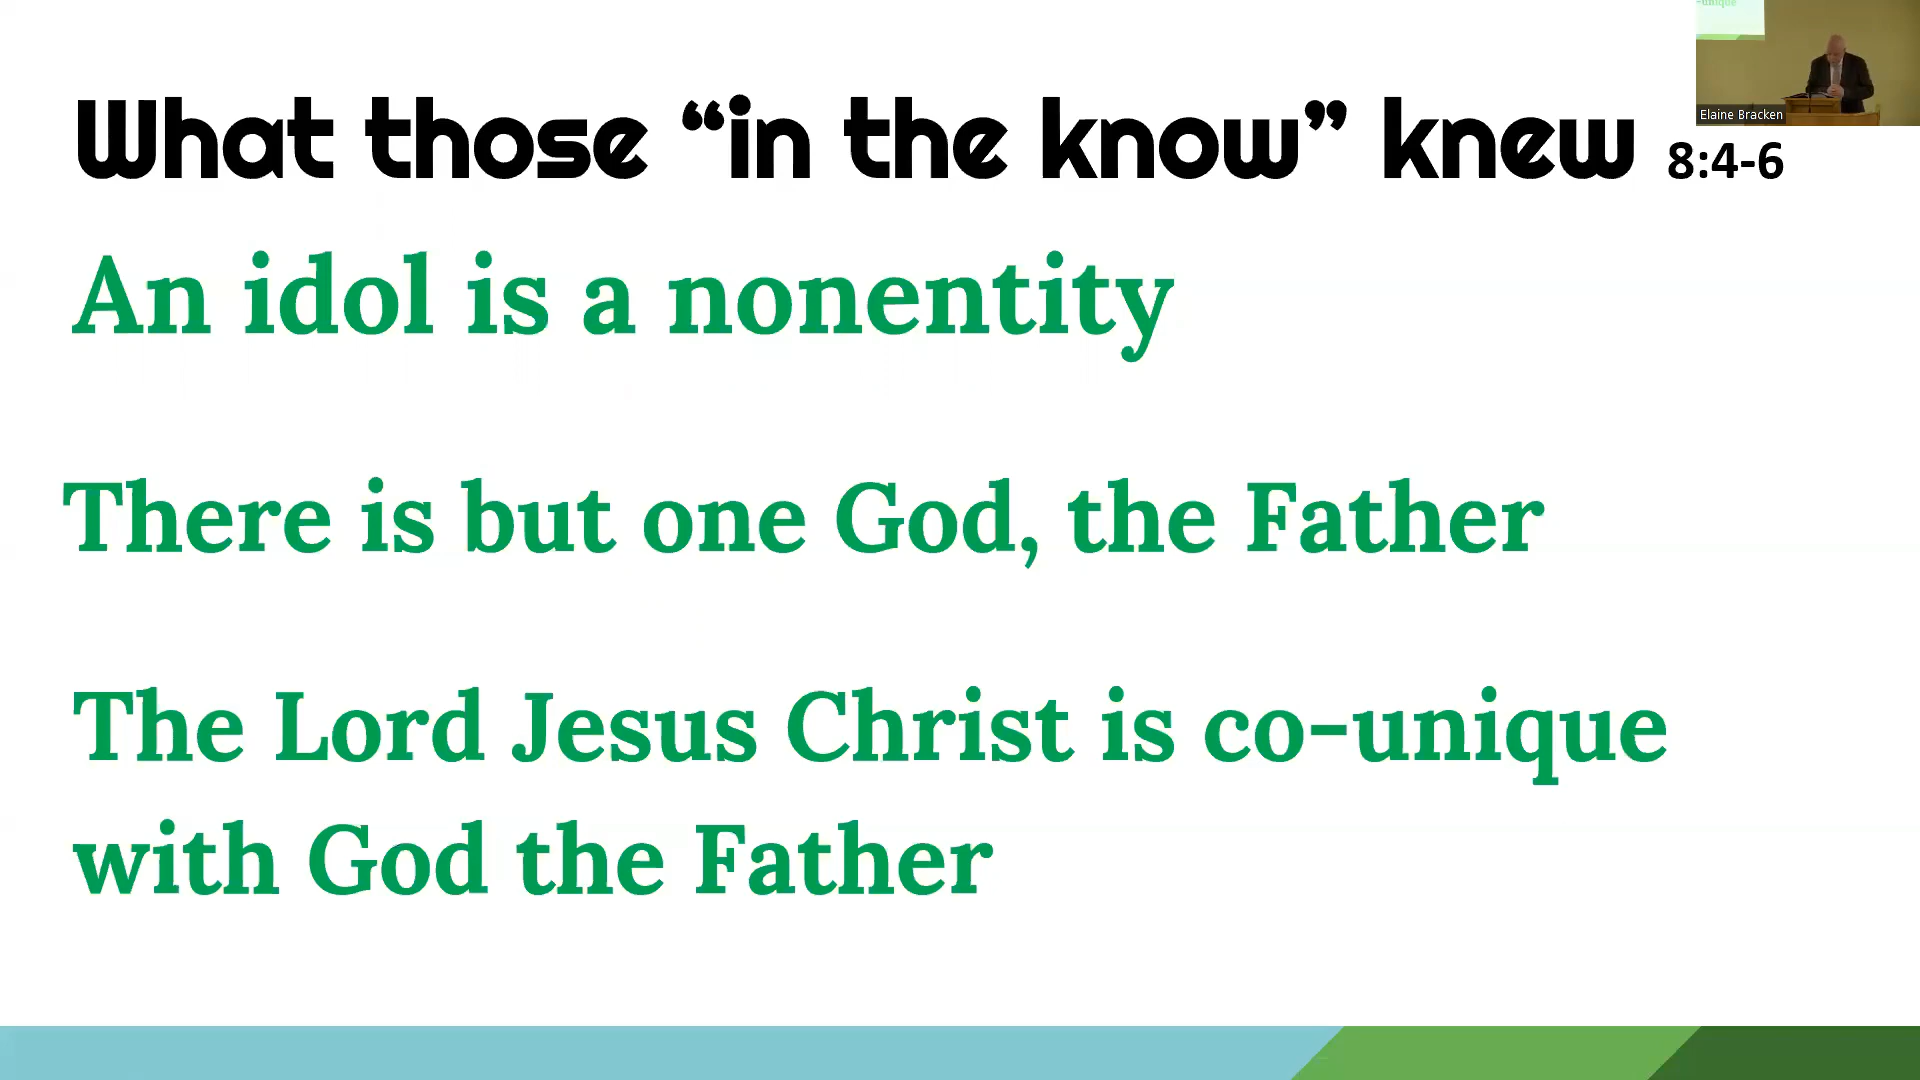 -unique
Elaine Bracken
What those “in the know” knew 8:4-6
An idol is a nonentity
There is but one God, the Father
The Lord Jesus Christ is co-unique
with God the Father